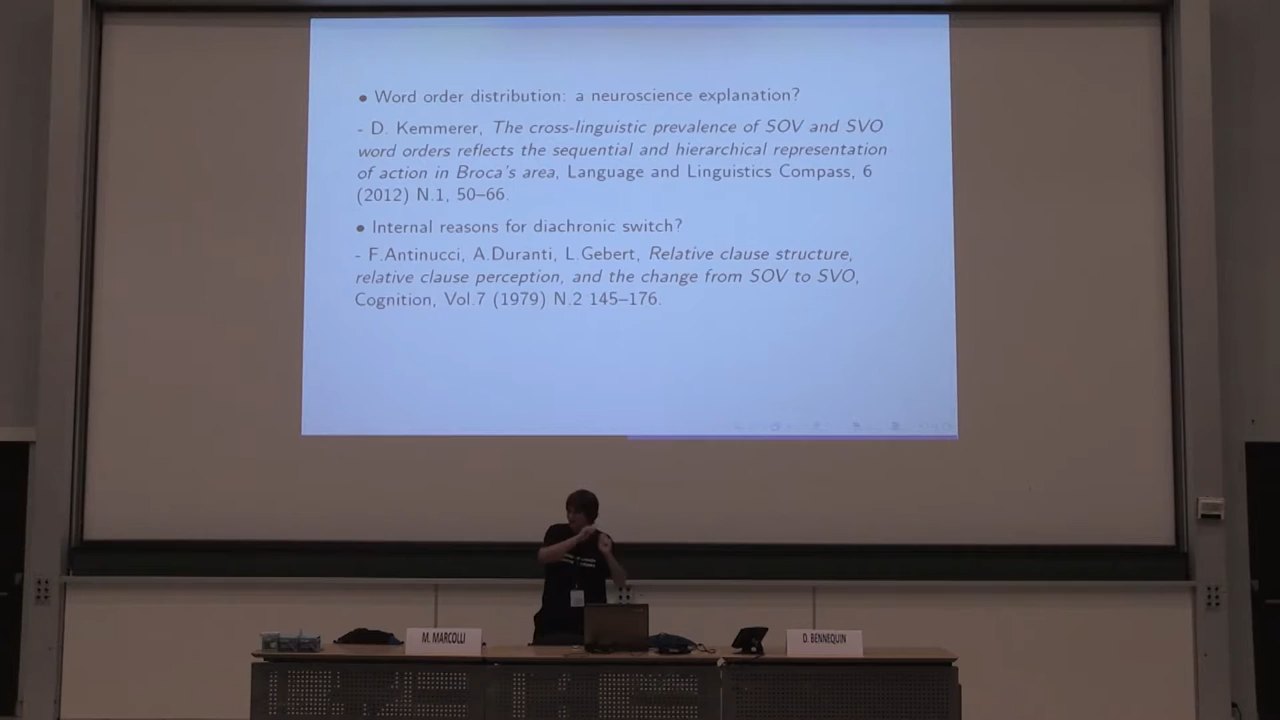 • Word order distribution: a neuroscience explanation?
- D. Kemmerer, The cross-linguistic prevalence of SOV and SVO
word orders reflects the sequential and hierarchical representation
of action in Broca's area, Language and Linguistics Compass, 6
(2012) N.1, 50–66.
• Internal reasons for diachronic switch?
- F.Antinucci, A.Duranti, L.Gebert, Relative clause structure,
relative clause perception, and the change from SOV to SVO,
Cognition, Vol.7 (1979) N.2 145–176.
M. MARCOLLI
D. BENNEQUIN